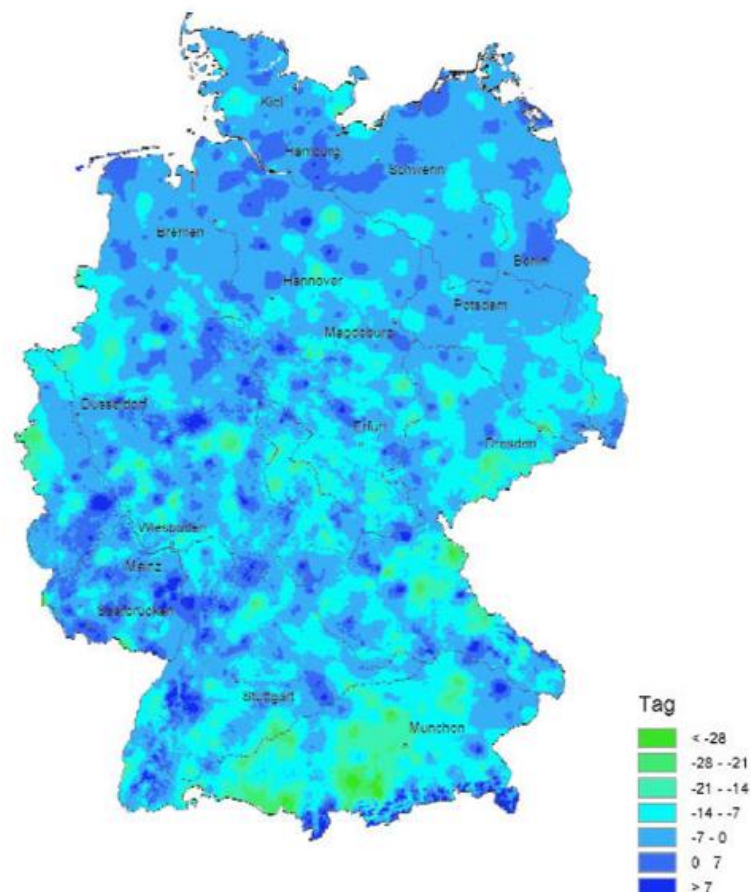 Kiel
Hamburg
Schwerin
Bremen
Berlin
Hannover
Potsdam
Magdeburg
Düsseldorf
Erfurt
Dresden
Wiesbaden
Mainz
Saarbrücken
Stuttgart
München
Tag
< -28
-28 - -21
-21 - -14
-14 - -7
-7 - 0
0 7
> 7